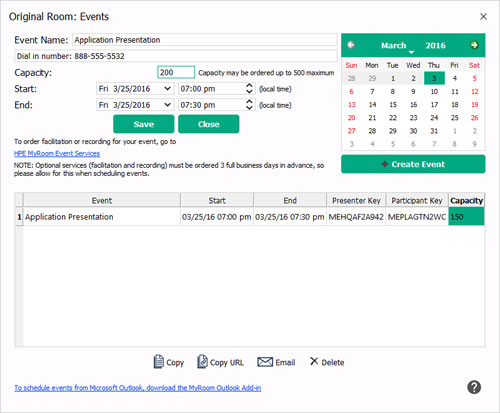 Original Room: Events
Event Name: Application Presentation
Dial in number: 888-555-5532
Capacity: 200 Capacity may be ordered up to 500 maximum
Start: Fri 3/25/2016 07:00 pm (local time)
End: Fri 3/25/2016 07:30 pm (local time)
Save Close
To order facilitation or recording for your event, go to
HPE MyRoom Event Services
NOTE: Optional services (facilitation and recording) must be ordered 3 full business days in advance, so
please allow for this when scheduling events.
March 2016
Sun Mon Tue Wed Thu Fri Sat
28 29 1 2 3 4 5
6 7 8 9 10 11 12
13 14 15 16 17 18 19
20 21 22 23 24 25 26
27 28 29 30 31 1 2
3 4 5 6 7 8 9
Create Event
Event Start End Presenter Key Participant Key Capacity
1 Application Presentation 03/25/16 07:00 pm 03/25/16 07:30 pm MEHQAF2A942 MEPLAGTN2WC 150
Copy Copy URL Email Delete
To schedule events from Microsoft Outlook, download the MyRoom Outlook Add-in
?